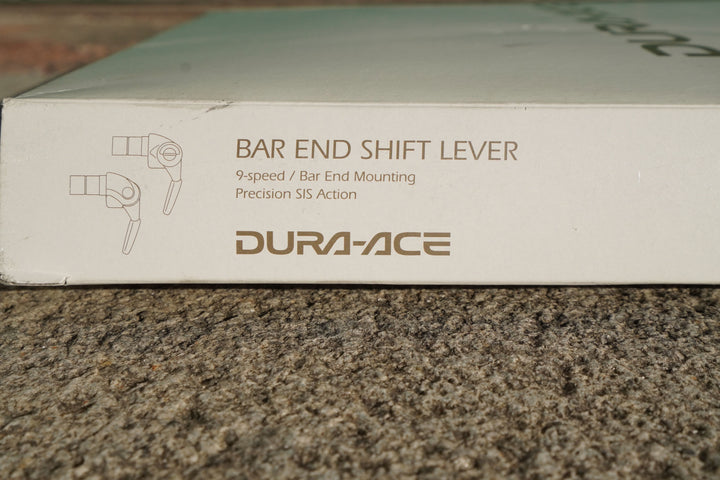 BAR END SHIFT LEVER
9-speed / Bar End Mounting
Precision SIS Action
DURA-ACE